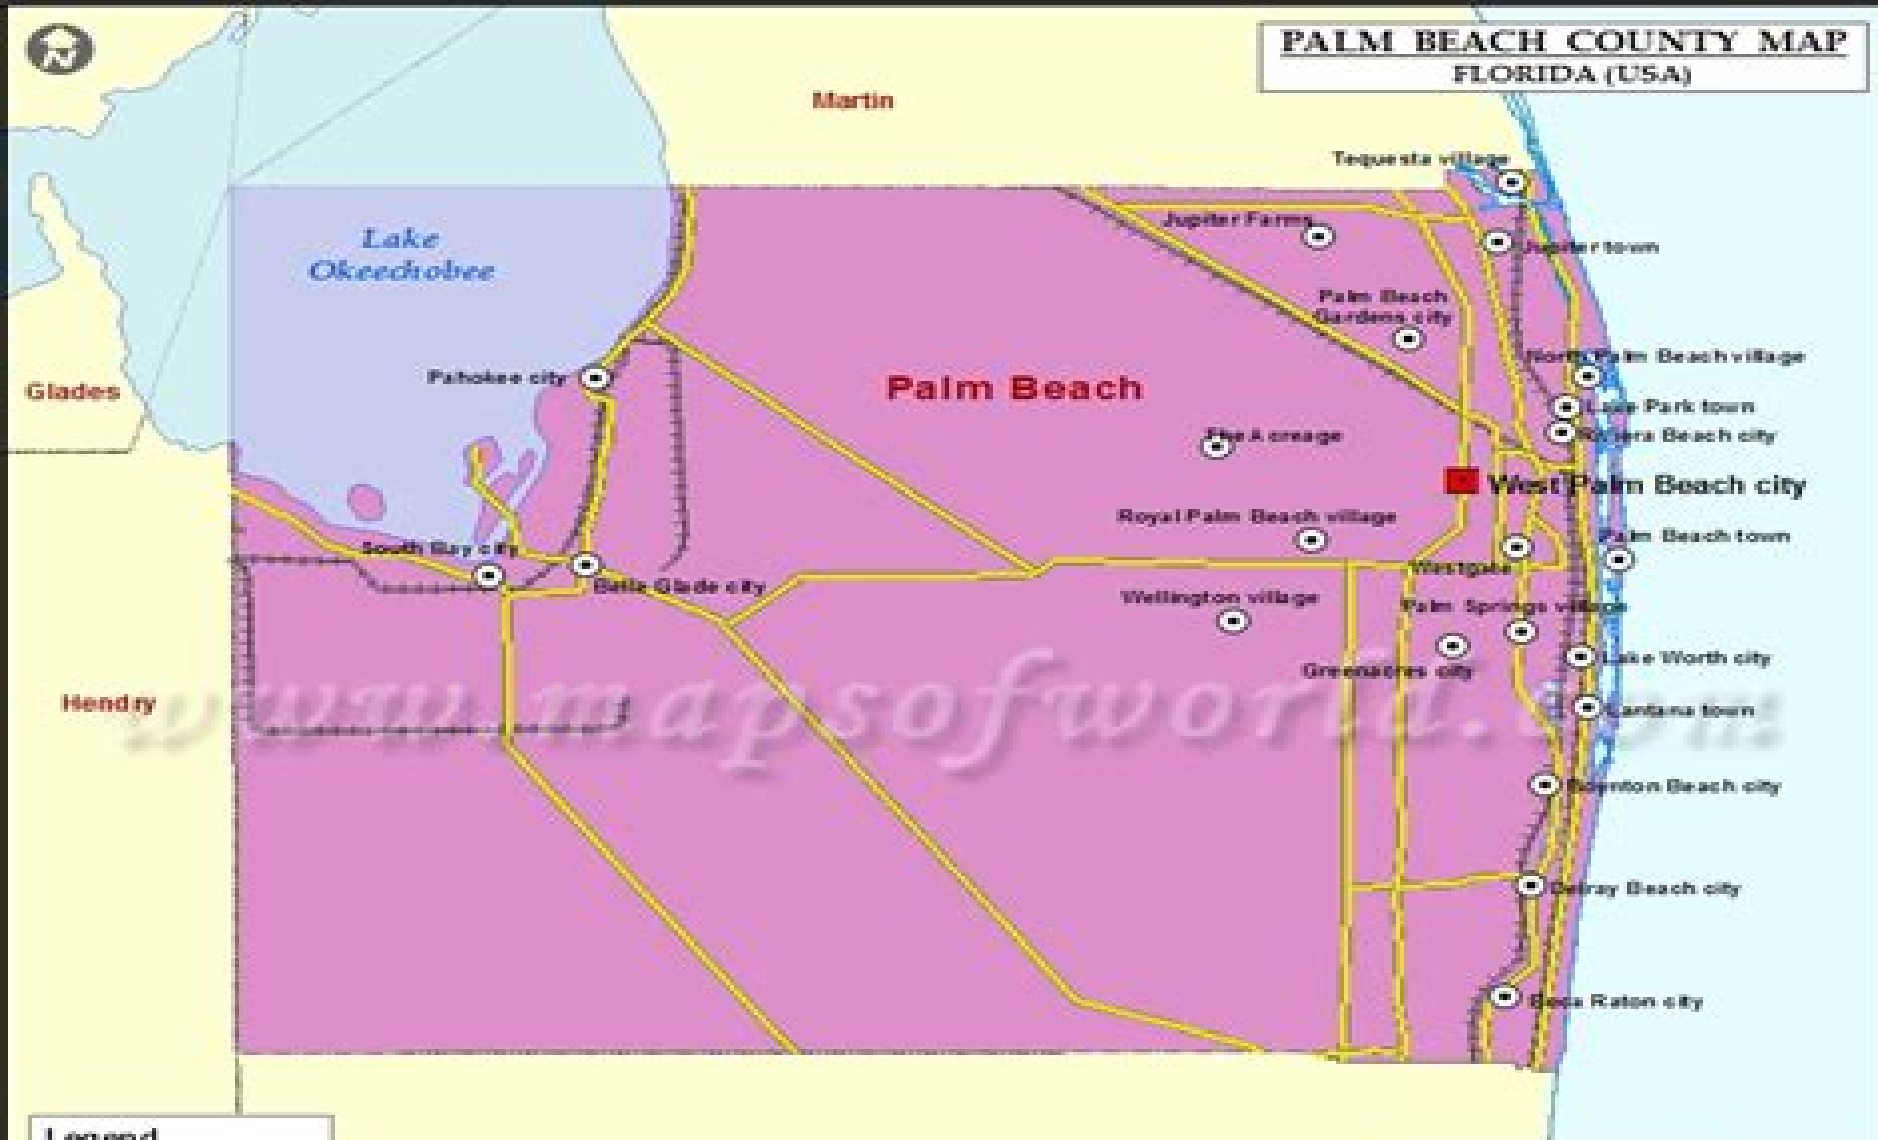 N
PALM BEACH COUNTY MAP
FLORIDA (USA)
Martin
Tequesta village
Jupiter Farms
Jupiter town
Lake
Okeechobee
Palm Beach
Gardens city
North Palm Beach village
Pahokee city
Glades
Palm Beach
Lake Park town
The Acreage
Riviera Beach city
West Palm Beach city
Royal Palm Beach village
South Bay city
Palm Beach town
Westgate
Belle Glade city
Wellington village
Palm Springs village
Lake Worth city
Greenacres city
Hendry
www.mapsofworld.com
Lantana town
Boynton Beach city
Delray Beach city
Boca Raton city
Legend